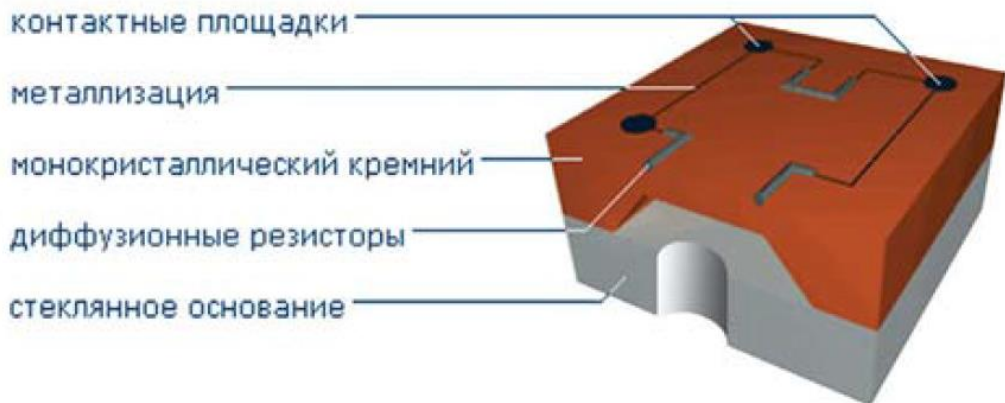 контактные площадки
металлизация
монокристаллический кремний
диффузионные резисторы
стеклянное основание